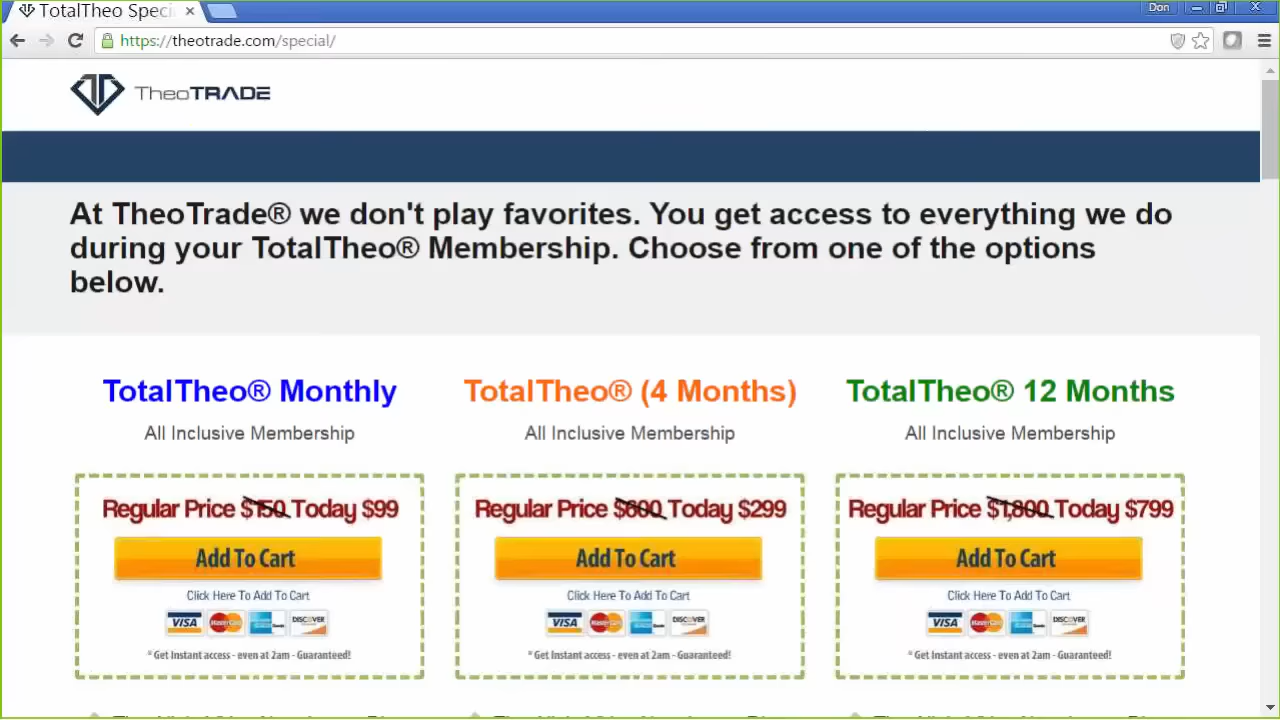 TotalTheo Speci
Don
https://theotrade.com/special/
TheoTRADE
At TheoTrade® we don't play favorites. You get access to everything we do
during your TotalTheo® Membership. Choose from one of the options
below.
TotalTheo® Monthly
All Inclusive Membership
Regular Price $150 Today $99
Add To Cart
Click Here To Add To Cart
VISA MasterCard DISCOVER
* Get Instant access - even at 2am - Guaranteed!
TotalTheo® (4 Months)
All Inclusive Membership
Regular Price $600 Today $299
Add To Cart
Click Here To Add To Cart
VISA MasterCard DISCOVER
* Get Instant access - even at 2am - Guaranteed!
TotalTheo® 12 Months
All Inclusive Membership
Regular Price $1,800 Today $799
Add To Cart
Click Here To Add To Cart
VISA MasterCard DISCOVER
* Get Instant access - even at 2am - Guaranteed!